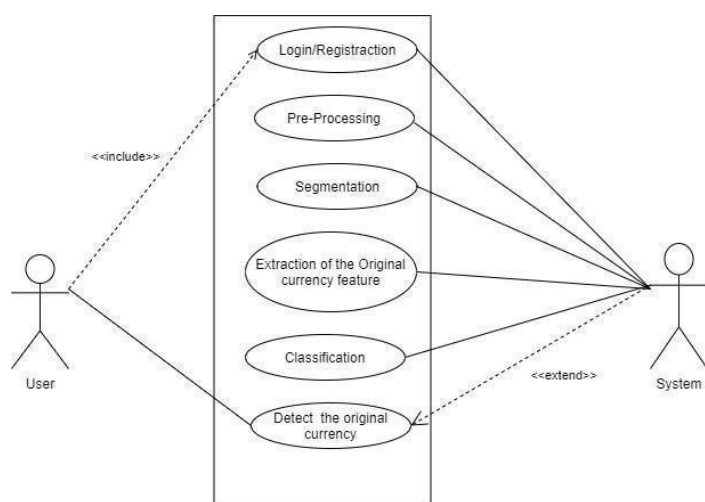 Login/Registraction
Pre-Processing
<<include>>
Segmentation
Extraction of the Original
currency feature
Classification
<<extend>>
User
System
Detect the original
currency